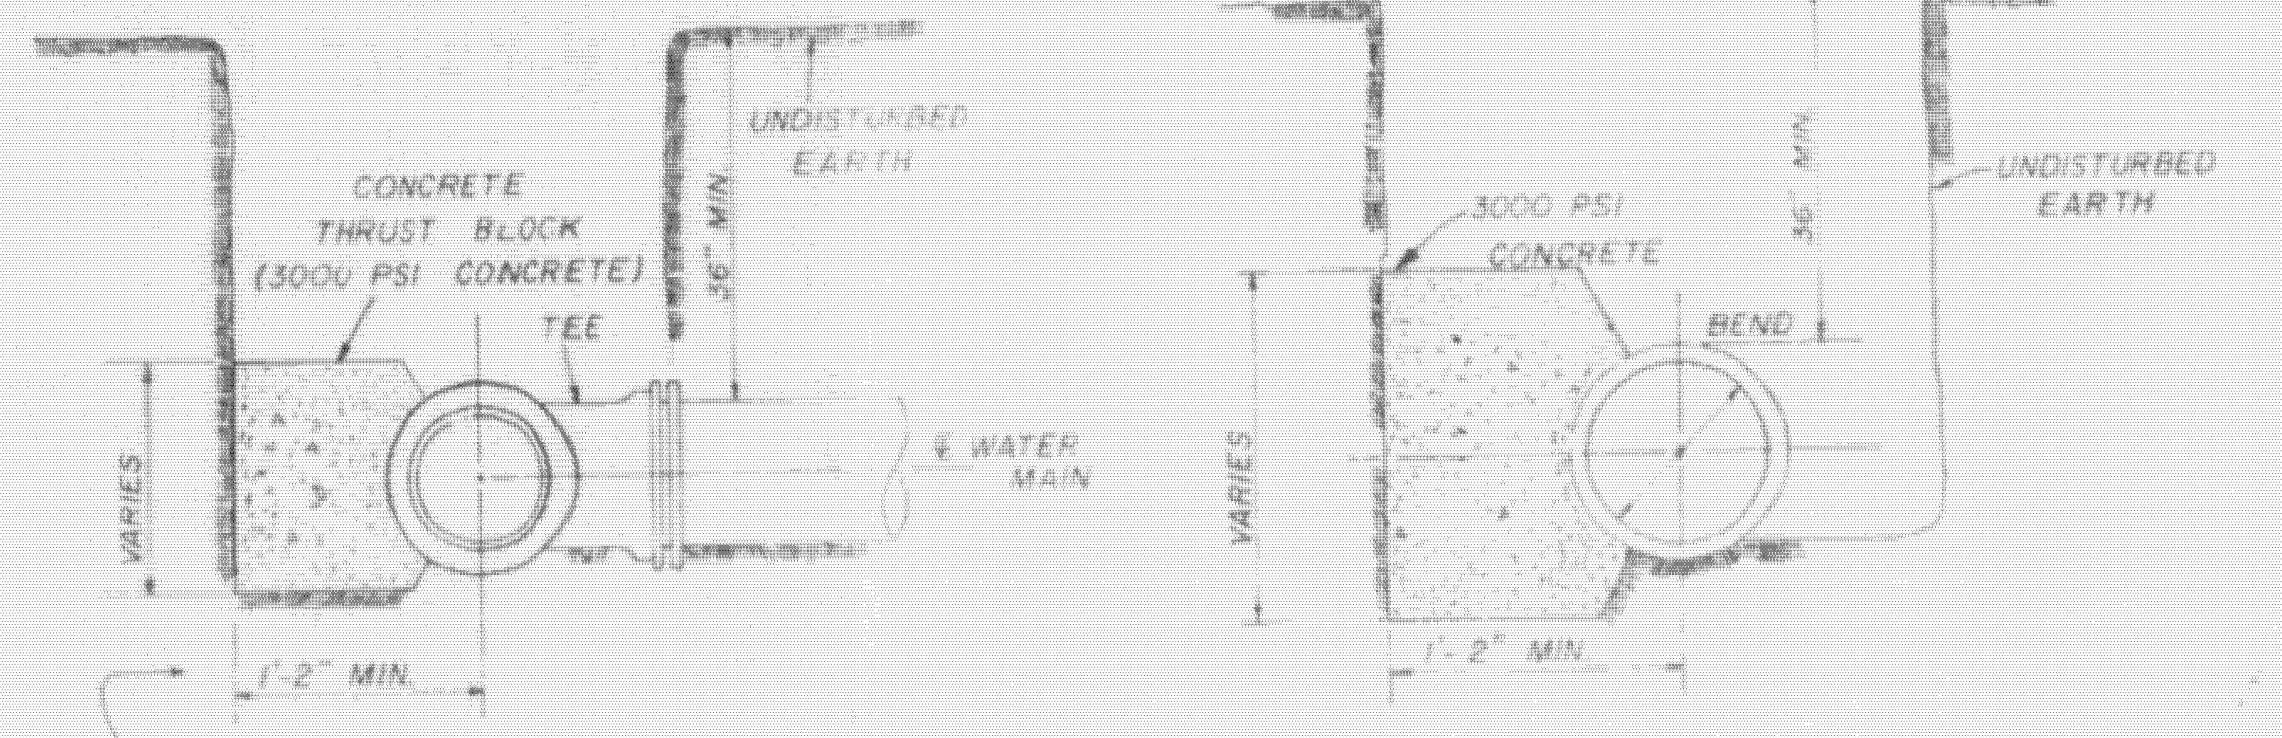 UNDISTURBED
EARTH
CONCRETE
THRUST BLOCK
(3000 PSI CONCRETE)
TEE
36" MIN
℄ WATER
MAIN
VARIES
1'-2" MIN.
36" MIN.
UNDISTURBED
EARTH
3000 PSI
CONCRETE
BEND
VARIES
1'-2" MIN.